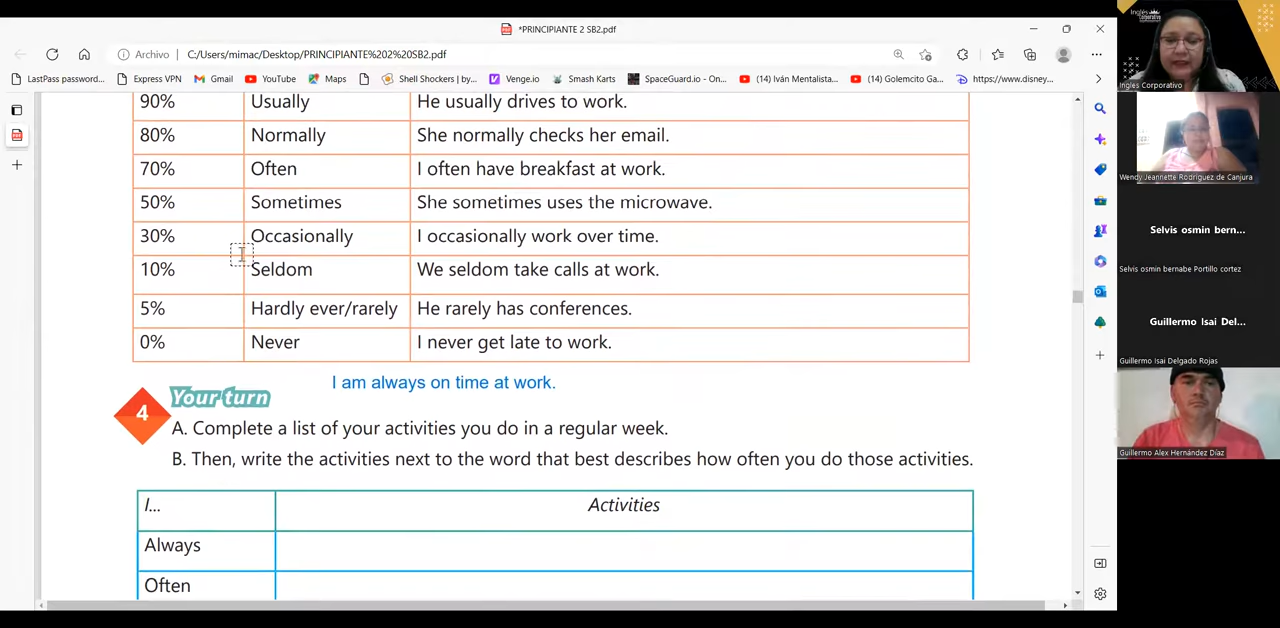 *PRINCIPIANTE 2 SB2.pdf
Archivo C:/Users/mimac/Desktop/PRINCIPIANTE%202%20SB2.pdf
LastPass password... Express VPN Gmail YouTube Maps Shell Shockers | by... Venge.io Smash Karts SpaceGuard.io - On... (14) Iván Mentalista... (14) Golemcito Ga... https://www.disney...
90% Usually He usually drives to work.
80% Normally She normally checks her email.
70% Often I often have breakfast at work.
50% Sometimes She sometimes uses the microwave.
30% Occasionally I occasionally work over time.
10% Seldom We seldom take calls at work.
5% Hardly ever/rarely He rarely has conferences.
0% Never I never get late to work.
I am always on time at work.
4 Your turn
A. Complete a list of your activities you do in a regular week.
B. Then, write the activities next to the word that best describes how often you do those activities.
I... Activities
Always
Often
Inglés
Corporativo
Inglés Corporativo
Wendy Jeannette Rodriguez de Canjura
Selvis osmin bern...
Selvis osmin bernabe Portillo cortez
Guillermo Isai Del...
Guillermo Isai Delgado Rojas
Guillermo Alex Hernández Díaz